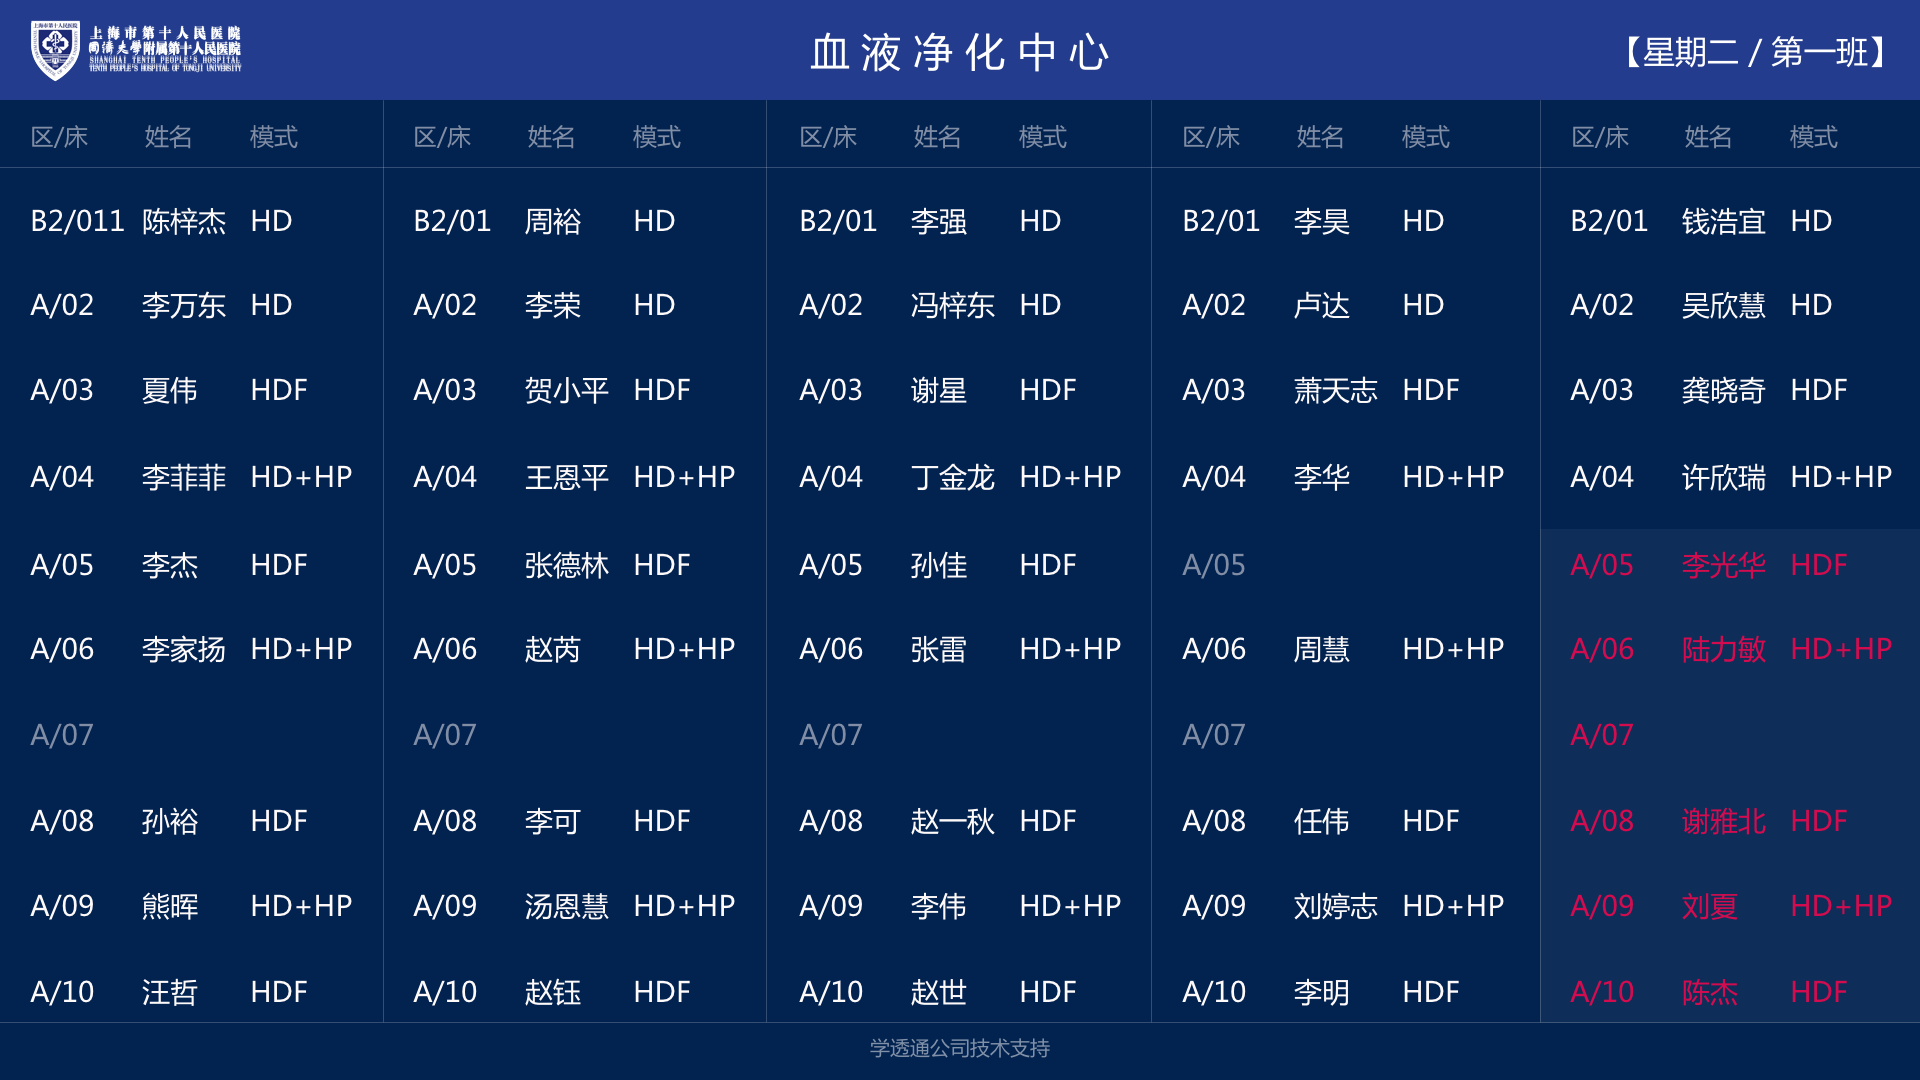 上海市第十人民医院
上海市第十人民医院
同济大学附属第十人民医院
SHANGHAI TENTH PEOPLE'S HOSPITAL
TENTH PEOPLE'S HOSPITAL OF TONGJI UNIVERSITY
血液净化中心
【星期二 / 第一班】
区/床 姓名 模式 区/床 姓名 模式 区/床 姓名 模式 区/床 姓名 模式 区/床 姓名 模式
B2/011 陈梓杰 HD B2/01 周裕 HD B2/01 李强 HD B2/01 李昊 HD B2/01 钱浩宜 HD
A/02 李万东 HD A/02 李荣 HD A/02 冯梓东 HD A/02 卢达 HD A/02 吴欣慧 HD
A/03 夏伟 HDF A/03 贺小平 HDF A/03 谢星 HDF A/03 萧天志 HDF A/03 龚晓奇 HDF
A/04 李菲菲 HD+HP A/04 王恩平 HD+HP A/04 丁金龙 HD+HP A/04 李华 HD+HP A/04 许欣瑞 HD+HP
A/05 李杰 HDF A/05 张德林 HDF A/05 孙佳 HDF A/05 A/05 李光华 HDF
A/06 李家扬 HD+HP A/06 赵芮 HD+HP A/06 张雷 HD+HP A/06 周慧 HD+HP A/06 陆力敏 HD+HP
A/07 A/07 A/07 A/07 A/07
A/08 孙裕 HDF A/08 李可 HDF A/08 赵一秋 HDF A/08 任伟 HDF A/08 谢雅北 HDF
A/09 熊晖 HD+HP A/09 汤恩慧 HD+HP A/09 李伟 HD+HP A/09 刘婷志 HD+HP A/09 刘夏 HD+HP
A/10 汪哲 HDF A/10 赵钰 HDF A/10 赵世 HDF A/10 李明 HDF A/10 陈杰 HDF
学透通公司技术支持